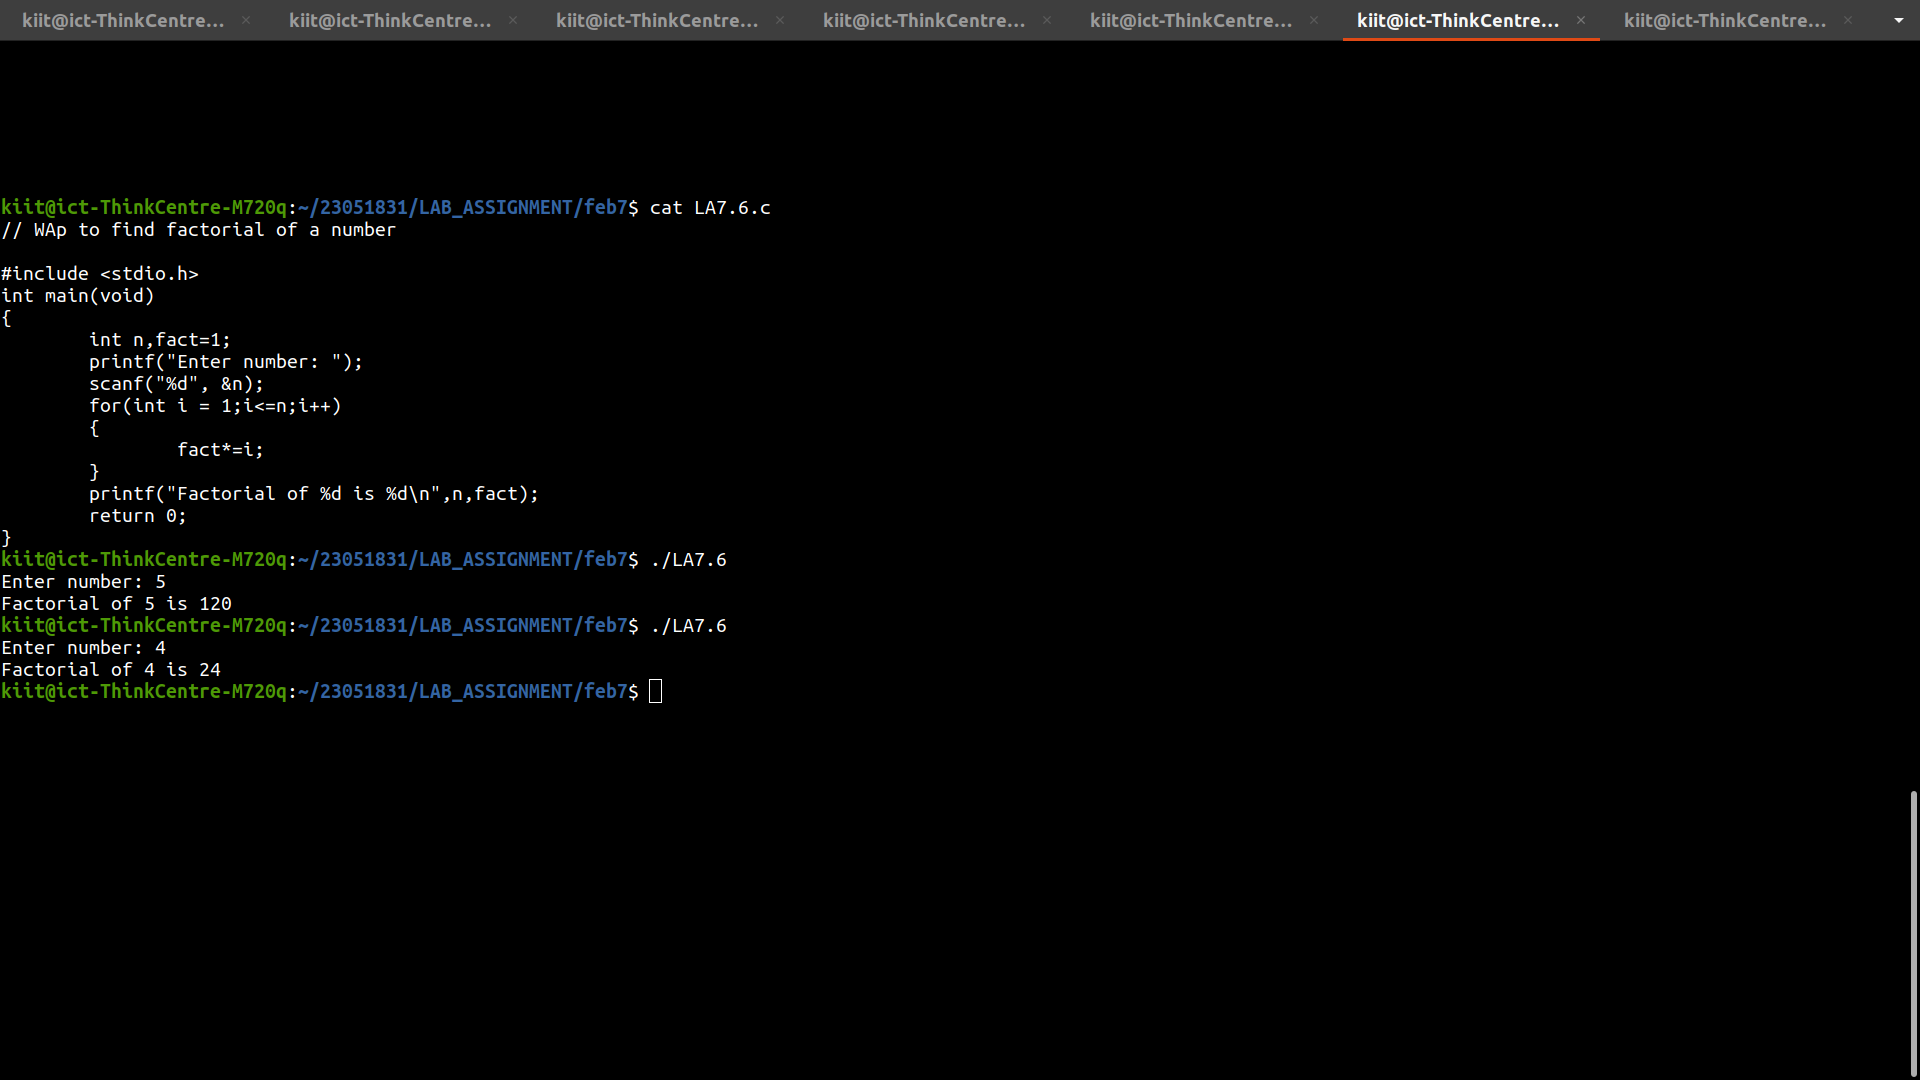 kiit@ict-ThinkCentre... × kiit@ict-ThinkCentre... × kiit@ict-ThinkCentre... × kiit@ict-ThinkCentre... × kiit@ict-ThinkCentre... × kiit@ict-ThinkCentre... × kiit@ict-ThinkCentre... ×
kiit@ict-ThinkCentre-M720q:~/23051831/LAB_ASSIGNMENT/feb7$ cat LA7.6.c
// WAp to find factorial of a number

#include <stdio.h>
int main(void)
{
        int n,fact=1;
        printf("Enter number: ");
        scanf("%d", &n);
        for(int i = 1;i<=n;i++)
        {
                fact*=i;
        }
        printf("Factorial of %d is %d\n",n,fact);
        return 0;
}
kiit@ict-ThinkCentre-M720q:~/23051831/LAB_ASSIGNMENT/feb7$ ./LA7.6
Enter number: 5
Factorial of 5 is 120
kiit@ict-ThinkCentre-M720q:~/23051831/LAB_ASSIGNMENT/feb7$ ./LA7.6
Enter number: 4
Factorial of 4 is 24
kiit@ict-ThinkCentre-M720q:~/23051831/LAB_ASSIGNMENT/feb7$